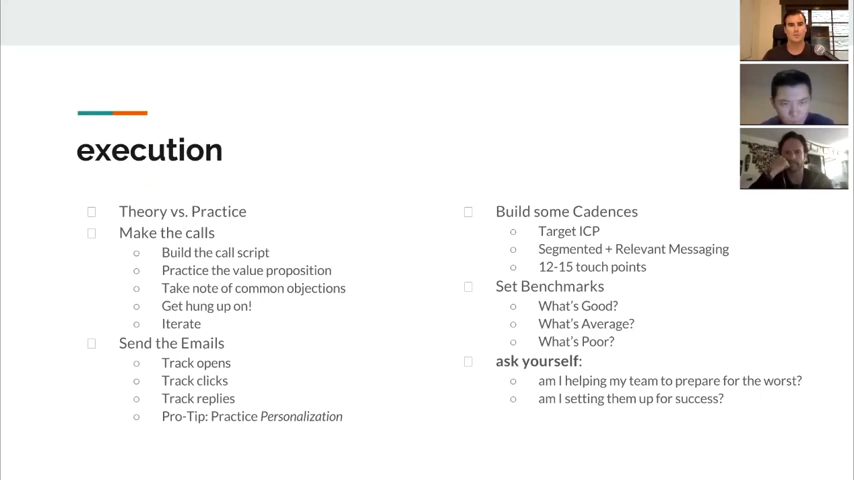 execution
Theory vs. Practice
Make the calls
Build the call script
Practice the value proposition
Take note of common objections
Get hung up on!
Iterate
Send the Emails
Track opens
Track clicks
Track replies
Pro-Tip: Practice Personalization
Build some Cadences
Target ICP
Segmented + Relevant Messaging
12-15 touch points
Set Benchmarks
What's Good?
What's Average?
What's Poor?
ask yourself:
am I helping my team to prepare for the worst?
am I setting them up for success?